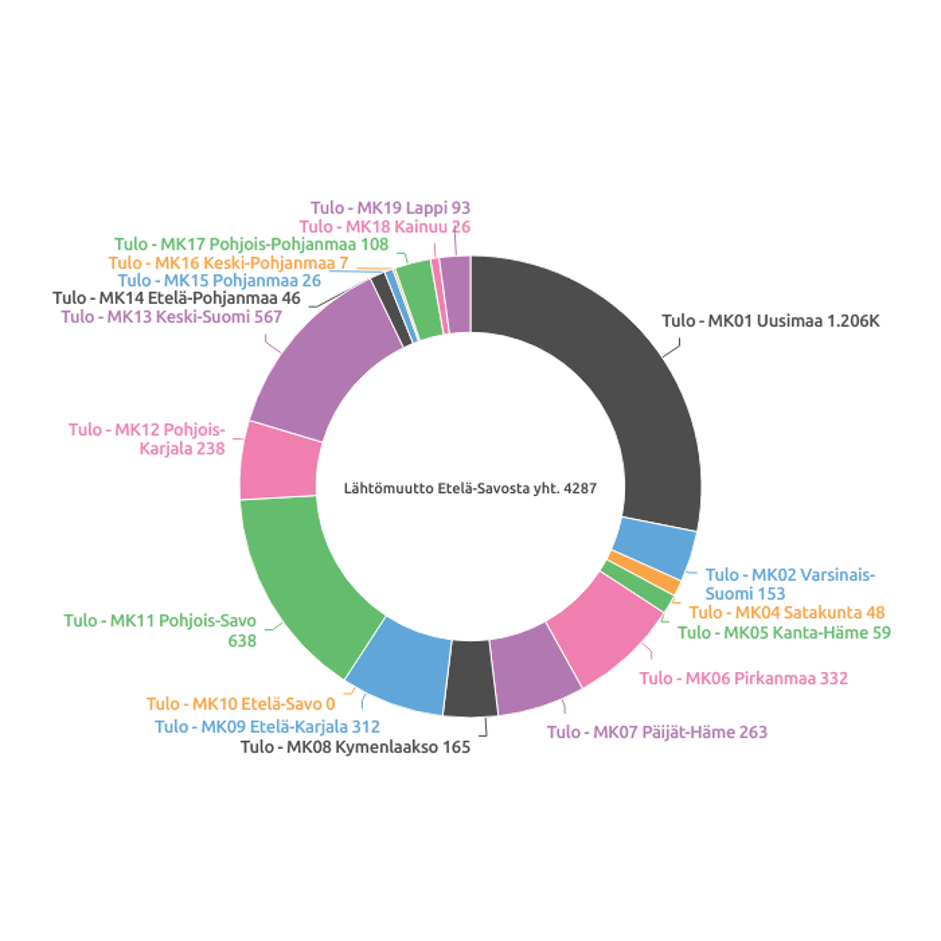 Tulo - MK19 Lappi 93
Tulo - MK18 Kainuu 26
Tulo - MK17 Pohjois-Pohjanmaa 108
Tulo - MK16 Keski-Pohjanmaa 7
Tulo - MK15 Pohjanmaa 26
Tulo - MK14 Etelä-Pohjanmaa 46
Tulo - MK13 Keski-Suomi 567
Tulo - MK01 Uusimaa 1.206K
Tulo - MK12 Pohjois-
Karjala 238
Lähtömuutto Etelä-Savosta yht. 4287
Tulo - MK02 Varsinais-
Suomi 153
Tulo - MK04 Satakunta 48
Tulo - MK05 Kanta-Häme 59
Tulo - MK11 Pohjois-Savo
638
Tulo - MK06 Pirkanmaa 332
Tulo - MK10 Etelä-Savo 0
Tulo - MK09 Etelä-Karjala 312
Tulo - MK07 Päijät-Häme 263
Tulo - MK08 Kymenlaakso 165